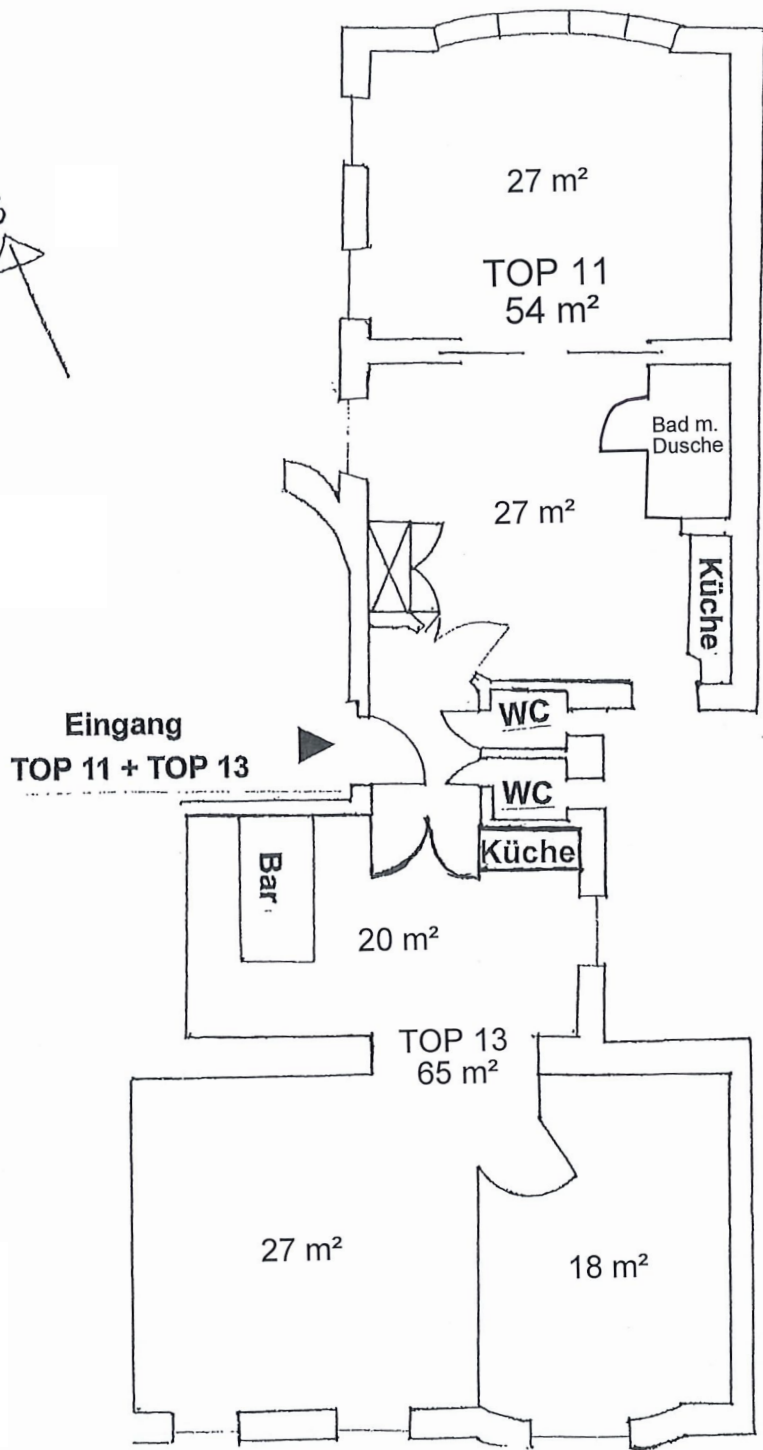 27 m²
TOP 11
54 m²
Bad m.
Dusche
27 m²
Küche
WC
Eingang
TOP 11 + TOP 13
WC
Küche
Bar
20 m²
TOP 13
65 m²
27 m²
18 m²